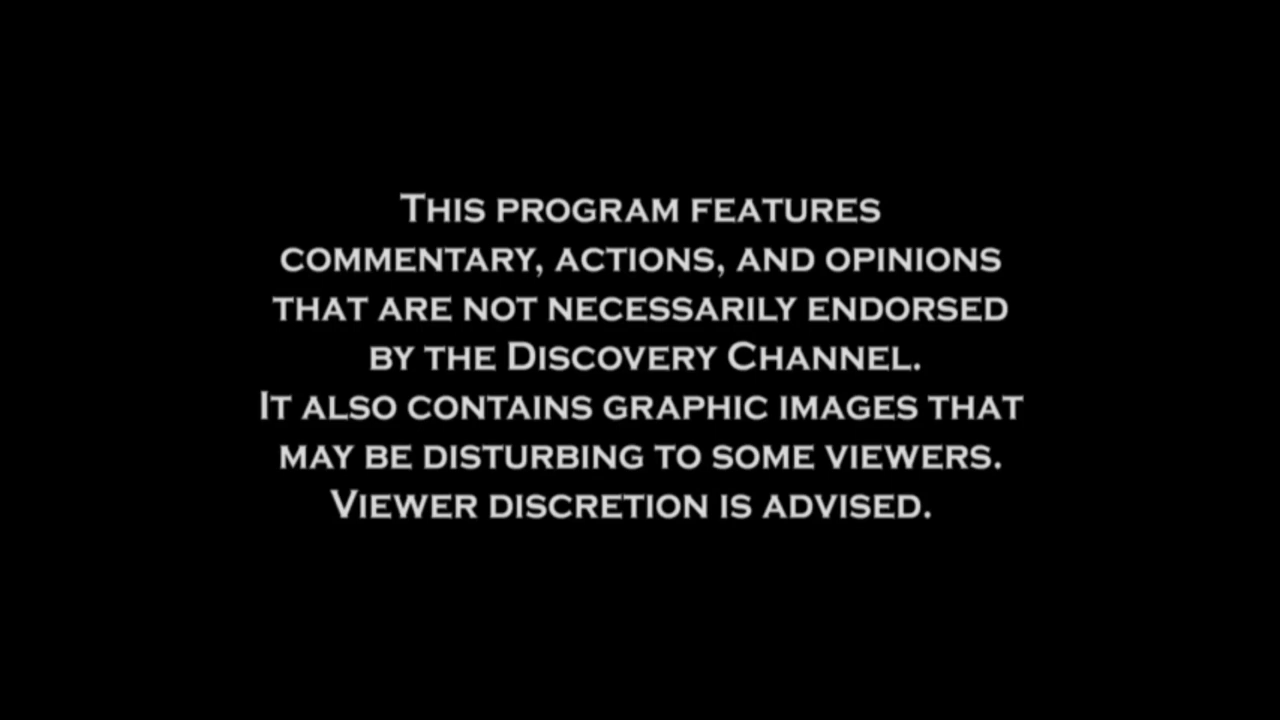 This program features
commentary, actions, and opinions
that are not necessarily endorsed
by the Discovery Channel.
It also contains graphic images that
may be disturbing to some viewers.
Viewer discretion is advised.